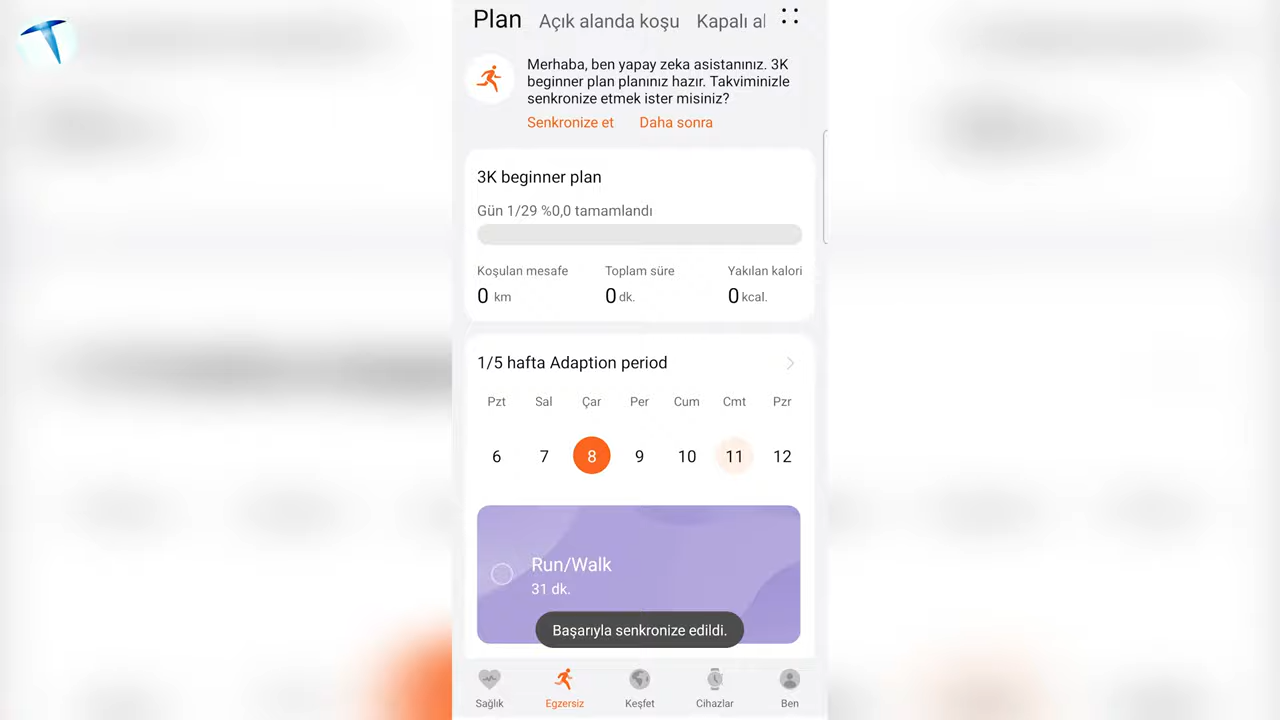 Plan Açık alanda koşu Kapalı al
Merhaba, ben yapay zeka asistanınız. 3K
beginner plan planınız hazır. Takviminizle
senkronize etmek ister misiniz?
Senkronize et Daha sonra
3K beginner plan
Gün 1/29 %0,0 tamamlandı
Koşulan mesafe Toplam süre Yakılan kalori
0 km 0 dk. 0 kcal.
1/5 hafta Adaption period
Pzt Sal Çar Per Cum Cmt Pzr
6 7 8 9 10 11 12
Run/Walk
31 dk.
Başarıyla senkronize edildi.
Sağlık Egzersiz Keşfet Cihazlar Ben